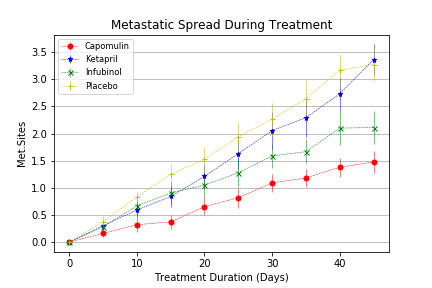 Metastatic Spread During Treatment
Capomulin
Ketapril
Infubinol
Placebo
Met.Sites
3.5
3.0
2.5
2.0
1.5
1.0
0.5
0.0
0 10 20 30 40
Treatment Duration (Days)